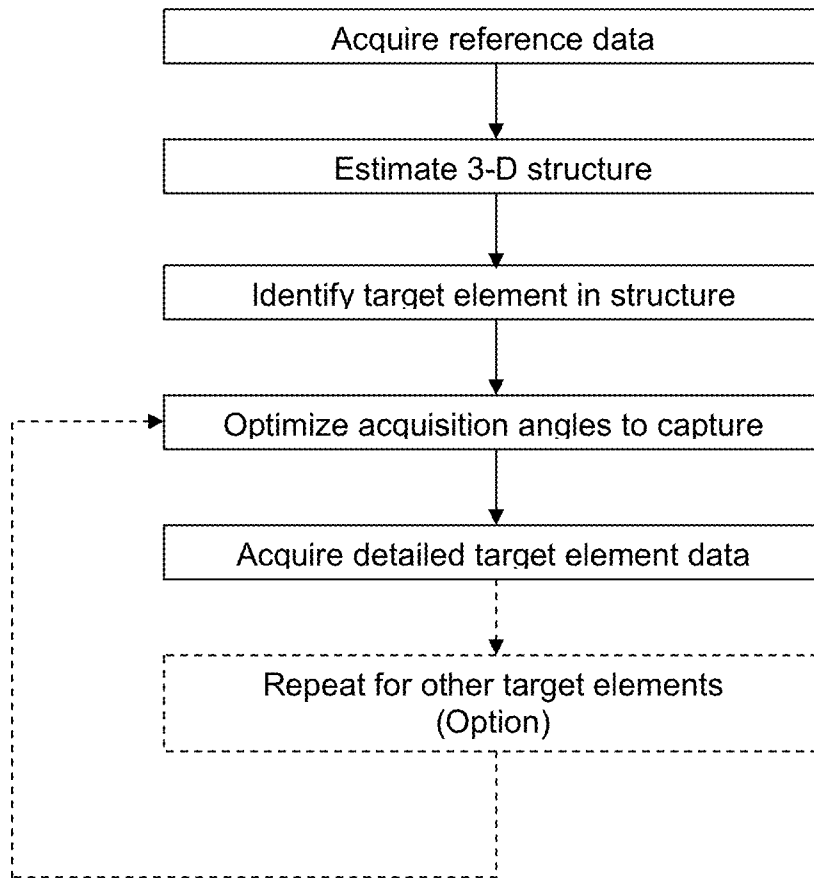 Acquire reference data
Estimate 3-D structure
Identify target element in structure
Optimize acquisition angles to capture
Acquire detailed target element data
Repeat for other target elements
(Option)